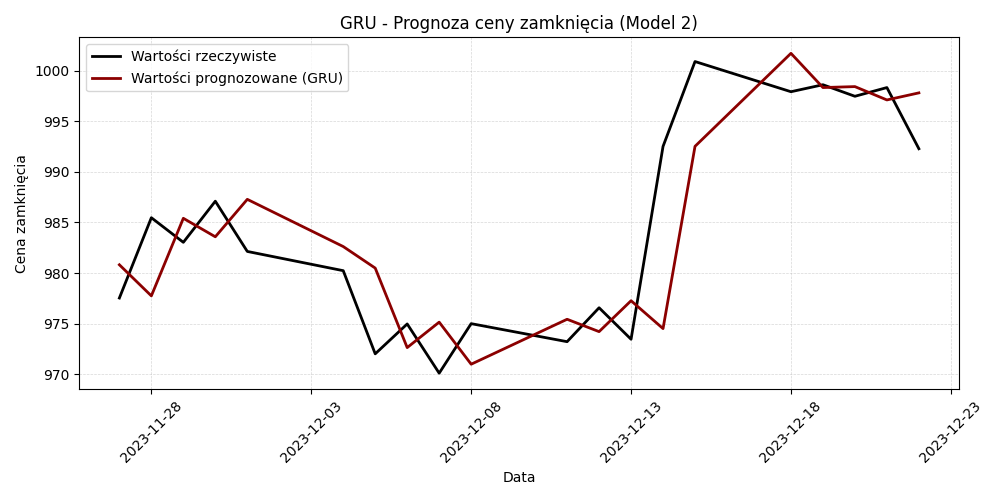 GRU - Prognoza ceny zamknięcia (Model 2)
Wartości rzeczywiste
Wartości prognozowane (GRU)
Cena zamknięcia
1000
995
990
985
980
975
970
2023-11-28
2023-12-03
2023-12-08
2023-12-13
2023-12-18
2023-12-23
Data